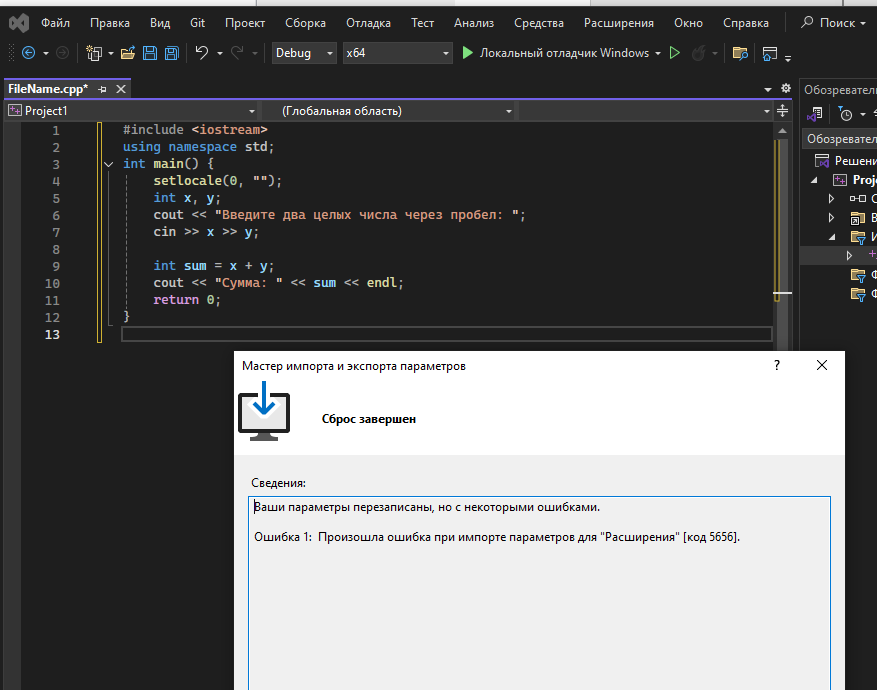 Файл Правка Вид Git Проект Сборка Отладка Тест Анализ Средства Расширения Окно Справка Поиск
Debug x64 Локальный отладчик Windows
FileName.cpp*
Обозреватель
Project1 (Глобальная область)
1 #include <iostream>
2 using namespace std;
3 int main() {
4 setlocale(0, "");
5 int x, y;
6 cout << "Введите два целых числа через пробел: ";
7 cin >> x >> y;
8
9 int sum = x + y;
10 cout << "Сумма: " << sum << endl;
11 return 0;
12 }
13
Обозревател
Решени
Proj
Мастер импорта и экспорта параметров
?
Сброс завершен
Сведения:
Ваши параметры перезаписаны, но с некоторыми ошибками.
Ошибка 1: Произошла ошибка при импорте параметров для "Расширения" [код 5656].